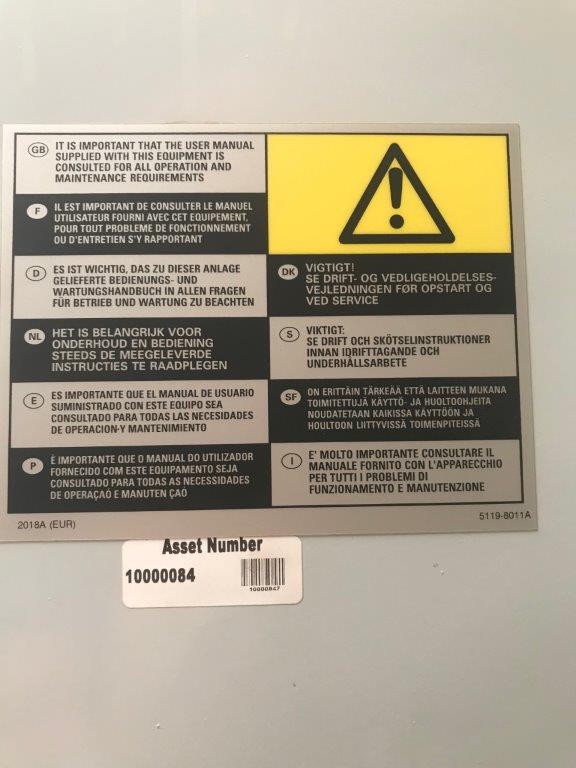 GB IT IS IMPORTANT THAT THE USER MANUAL
SUPPLIED WITH THIS EQUIPMENT IS
CONSULTED FOR ALL OPERATION AND
MAINTENANCE REQUIREMENTS
F IL EST IMPORTANT DE CONSULTER LE MANUEL
UTILISATEUR FOURNI AVEC CET EQUIPEMENT,
POUR TOUT PROBLEME DE FONCTIONNEMENT
OU D'ENTRETIEN S'Y RAPPORTANT
D ES IST WICHTIG, DAS ZU DIESER ANLAGE
GELIEFERTE BEDIENUNGS- UND
WARTUNGSHANDBUCH IN ALLEN FRAGEN
FÜR BETRIEB UND WARTUNG ZU BEACHTEN
NL HET IS BELANGRIJK VOOR
ONDERHOUD EN BEDIENING
STEEDS DE MEEGELEVERDE
INSTRUCTIES TE RAADPLEGEN
E ES IMPORTANTE QUE EL MANUAL DE USUARIO
SUMINISTRADO CON ESTE EQUIPO SEA
CONSULTADO PARA TODAS LAS NECESIDADES
DE OPERACION-Y MANTENIMIENTO
P È IMPORTANTE QUE O MANUAL DO UTILIZADOR
FORNECIDO COM ESTE EQUIPAMENTO SEJA
CONSULTADO PARA TODAS AS NECESSIDADES
DE OPERAÇAÓ E MANUTEN ÇAÓ
DK VIGTIGT!
SE DRIFT- OG VEDLIGEHOLDELSES-
VEJLEDNINGEN FØR OPSTART OG
VED SERVICE
S VIKTIGT:
SE DRIFT OCH SKÖTSELINSTRUKTIONER
INNAN IDRIFTTAGANDE OCH
UNDERHÅLLSARBETE
SF ON ERITTÄIN TÄRKEÄÄ ETTÄ LAITTEEN MUKANA
TOIMITETTUJÄ KÄYTTÖ- JA HUOLTOOHJEITA
NOUDATETAAN KAIKISSA KÄYTTÖÖN JA
HOULTOON LIITTYVISSÄ TOIMENPITEISSÄ
I E' MOLTO IMPORTANTE CONSULTARE IL
MANUALE FORNITO CON L'APPARECCHIO
PER TUTTI I PROBLEMI DI
FUNZIONAMENTO E MANUTENZIONE
2018A (EUR)
5119-8011A
Asset Number
10000084
10000847